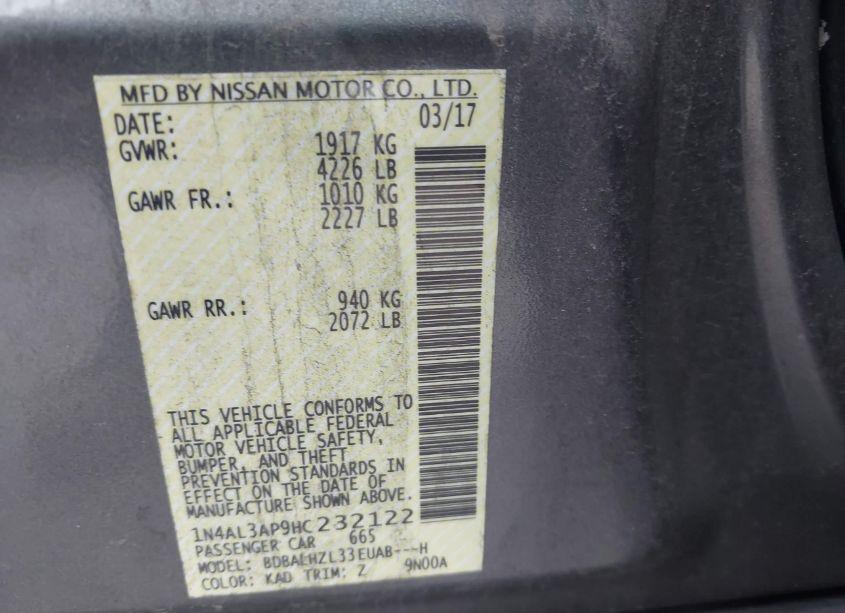 MFD BY NISSAN MOTOR CO., LTD.
DATE: 03/17
GVWR: 1917 KG
4226 LB
GAWR FR.: 1010 KG
2227 LB
GAWR RR.: 940 KG
2072 LB
THIS VEHICLE CONFORMS TO
ALL APPLICABLE FEDERAL
MOTOR VEHICLE SAFETY,
BUMPER, AND THEFT
PREVENTION STANDARDS IN
EFFECT ON THE DATE OF
MANUFACTURE SHOWN ABOVE.
1N4AL3AP9HC232122
PASSENGER CAR 665
MODEL: BDBALHZL33EUAB---H
COLOR: KAD TRIM: Z 9N00A